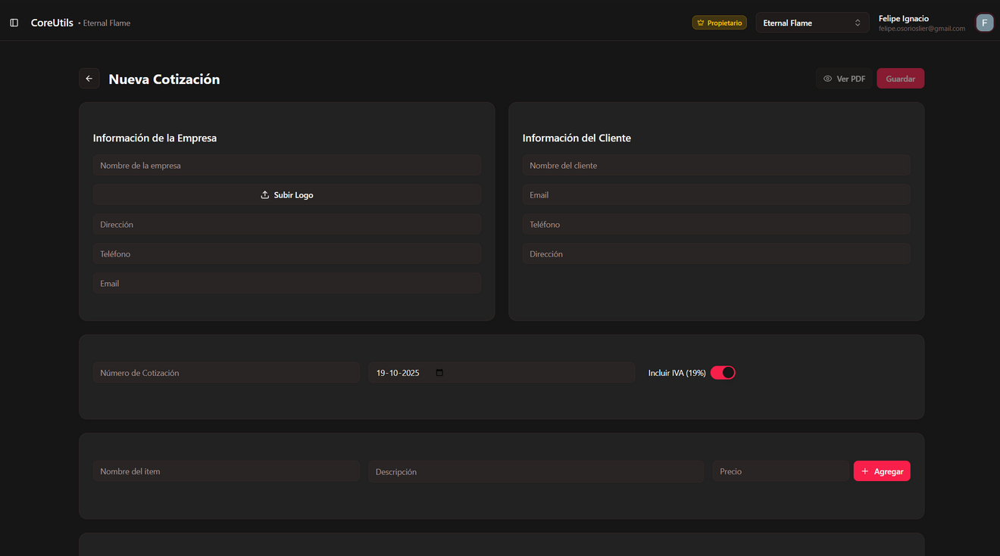 CoreUtils • Eternal Flame
Propietario
Eternal Flame
Felipe Ignacio
felipe.osorioslier@gmail.com
F
Nueva Cotización
Ver PDF
Guardar
Información de la Empresa
Nombre de la empresa
Subir Logo
Dirección
Teléfono
Email
Información del Cliente
Nombre del cliente
Email
Teléfono
Dirección
Número de Cotización
19-10-2025
Incluir IVA (19%)
Nombre del item
Descripción
Precio
+ Agregar